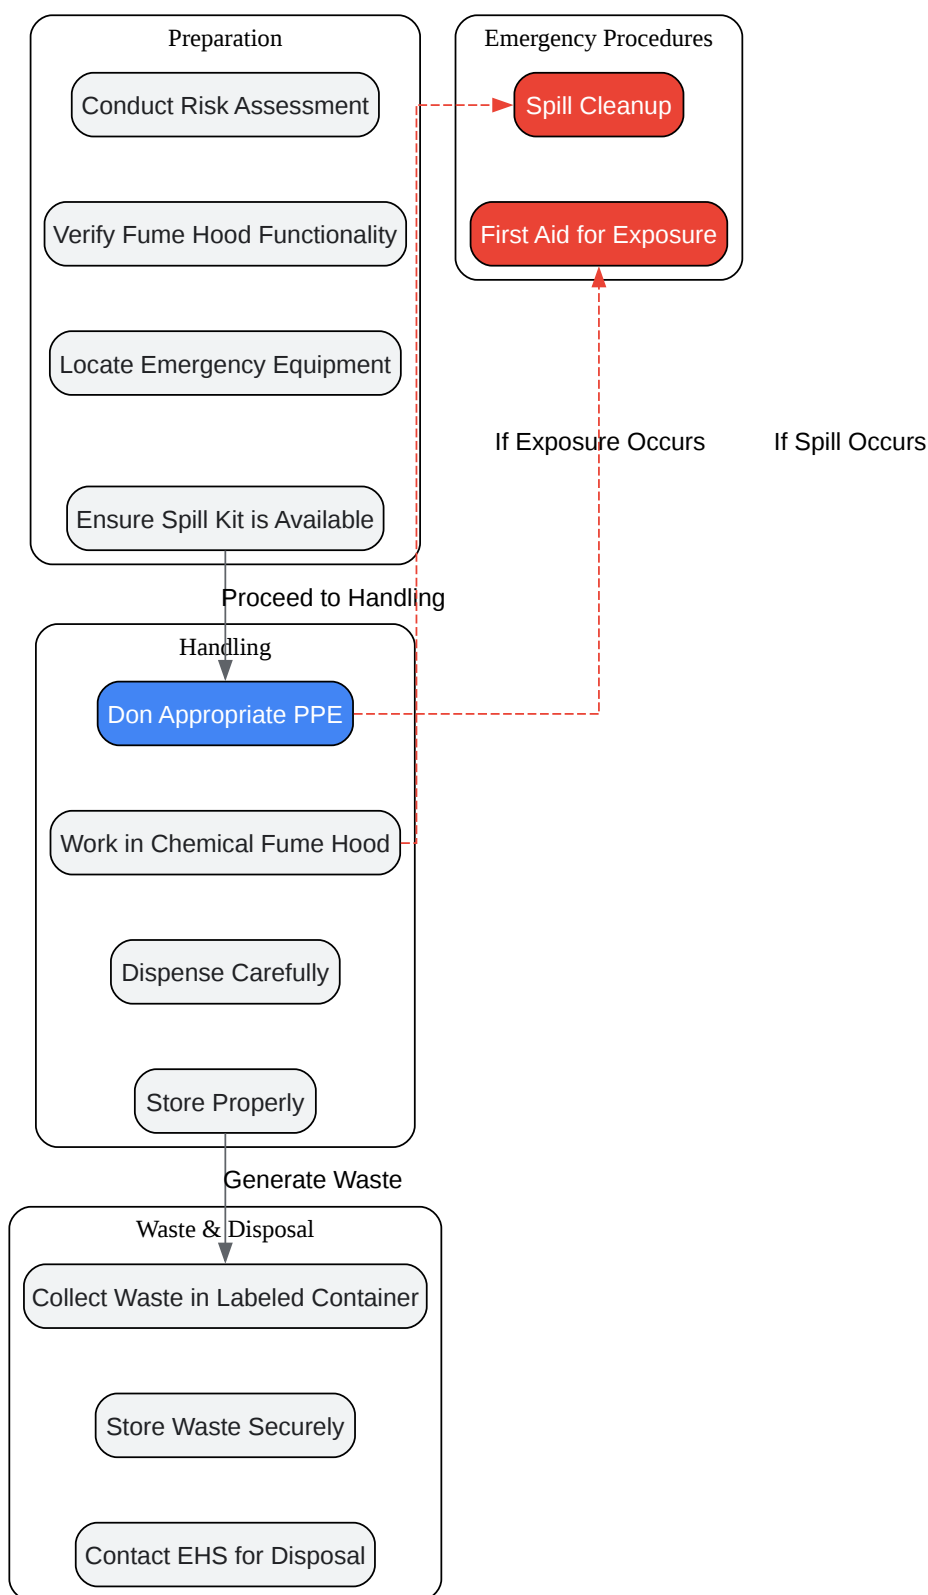 Preparation
Conduct Risk Assessment
Verify Fume Hood Functionality
Locate Emergency Equipment
Ensure Spill Kit is Available
Emergency Procedures
Spill Cleanup
First Aid for Exposure
If Exposure Occurs
If Spill Occurs
Proceed to Handling
Handling
Don Appropriate PPE
Work in Chemical Fume Hood
Dispense Carefully
Store Properly
Generate Waste
Waste & Disposal
Collect Waste in Labeled Container
Store Waste Securely
Contact EHS for Disposal